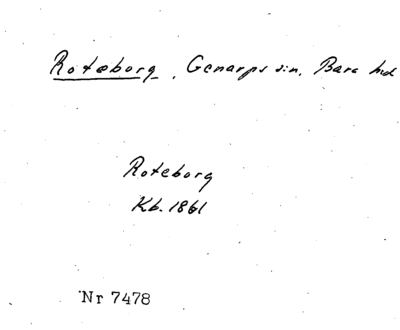 Roteborg, Genarps sn, Bara hd
Roteborg
Kb. 1861
Nr 7478